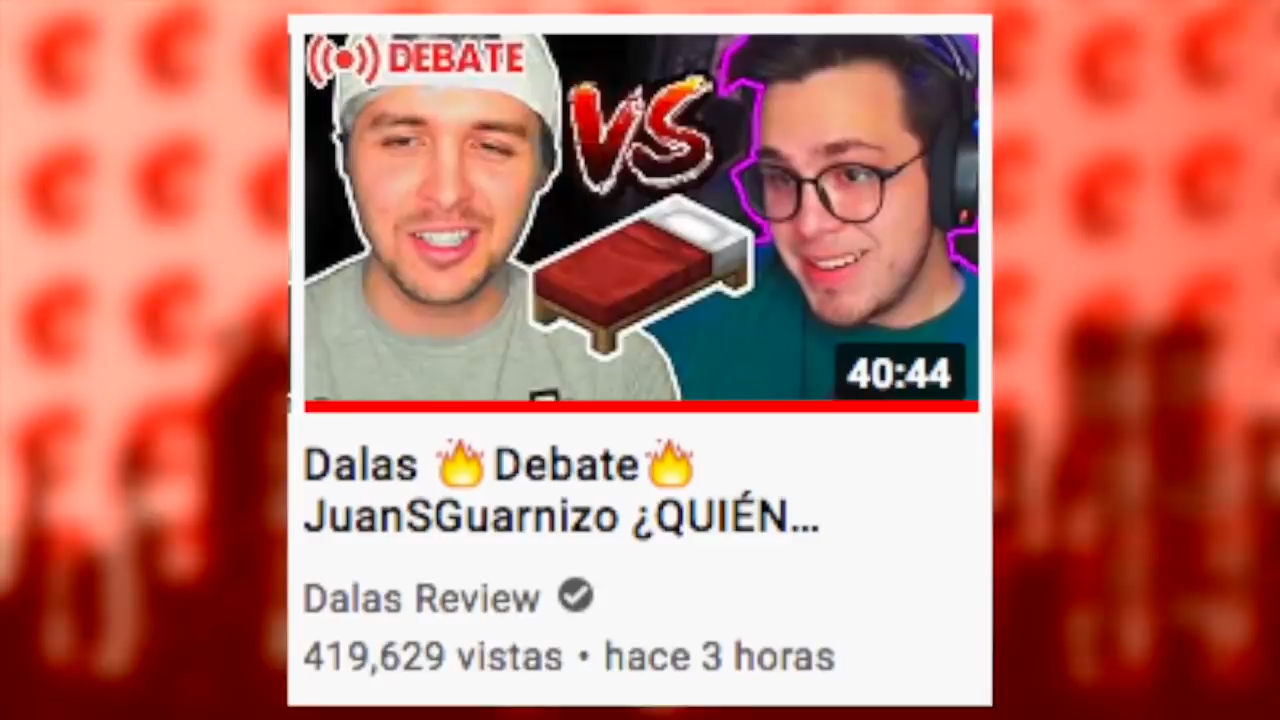 DEBATE
VS
40:44
Dalas 🔥Debate🔥
JuanSGuarnizo ¿QUIÉN...
Dalas Review
419,629 vistas • hace 3 horas